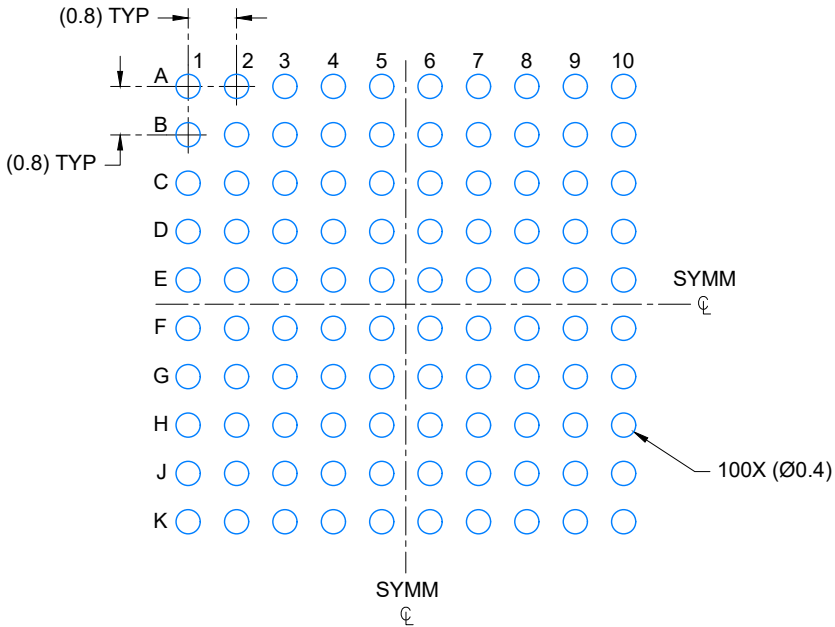 (0.8) TYP
1 2 3 4 5 6 7 8 9 10
A
B
(0.8) TYP
C
D
E
SYMM
℄
F
G
H
J
100X (Ø0.4)
K
SYMM
℄